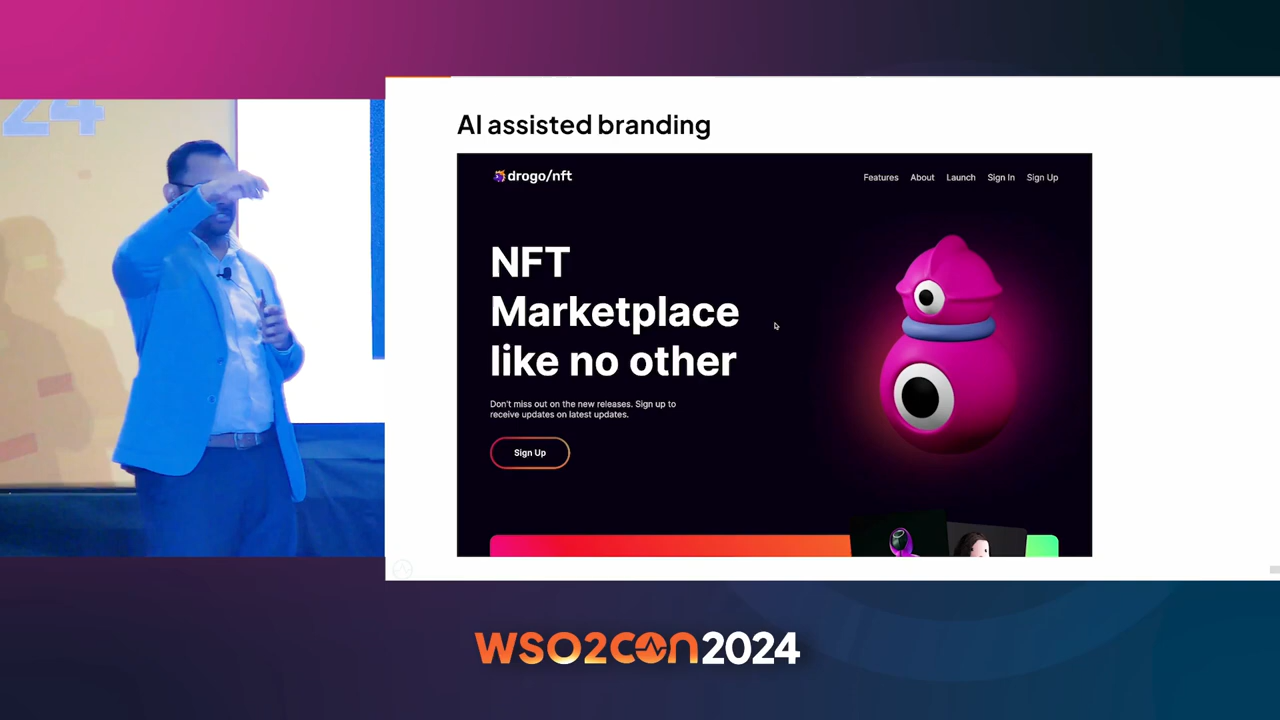 24
AI assisted branding
drogo/nft
Features About Launch Sign In Sign Up
NFT
Marketplace
like no other
Don't miss out on the new releases. Sign up to
receive updates on latest updates.
Sign Up
WSO2CON2024